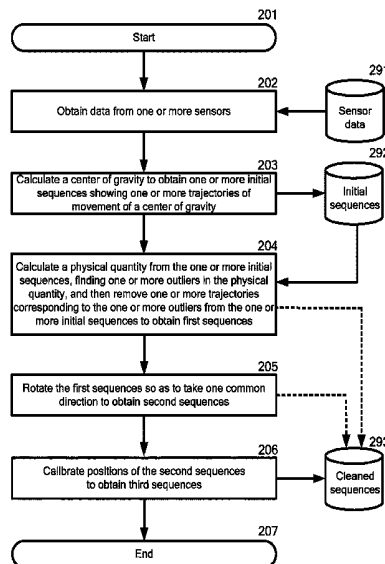 201
Start
202
291
Obtain data from one or more sensors
Sensor
data
203
292
Calculate a center of gravity to obtain one or more initial
sequences showing one or more trajectories
of movement of a center of gravity
Initial
sequences
204
Calculate a physical quantity from the one or more initial
sequences, finding one or more outliers in the physical
quantity, and then remove one or more trajectories
corresponding to the one or more outliers from the one or
more initial sequences to obtain first sequences
205
Rotate the first sequences so as to take one common
direction to obtain second sequences
206
293
Calibrate positions of the second sequences
to obtain third sequences
Cleaned
sequences
207
End